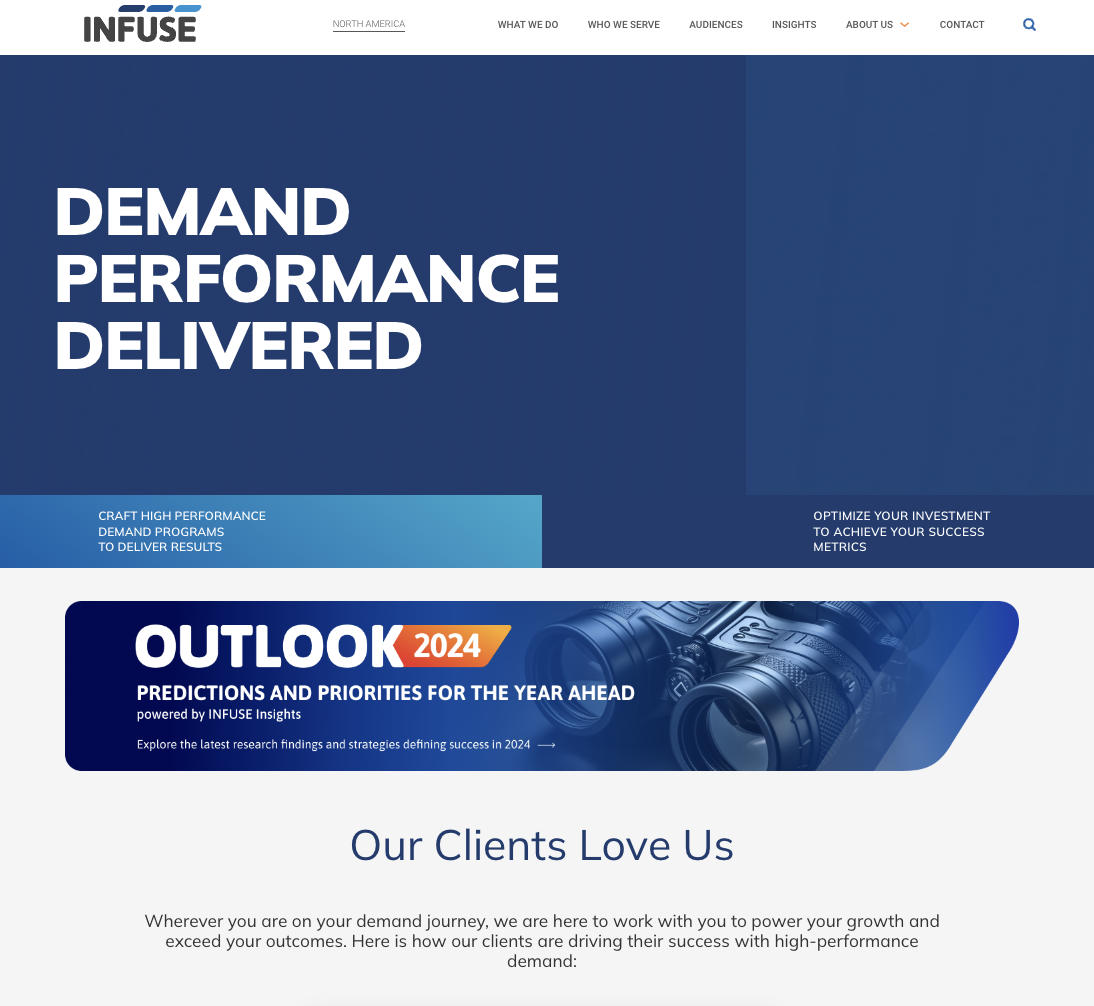 INFUSE
NORTH AMERICA
WHAT WE DO
WHO WE SERVE
AUDIENCES
INSIGHTS
ABOUT US
CONTACT
DEMAND
PERFORMANCE
DELIVERED
CRAFT HIGH PERFORMANCE
DEMAND PROGRAMS
TO DELIVER RESULTS
OPTIMIZE YOUR INVESTMENT
TO ACHIEVE YOUR SUCCESS
METRICS
OUTLOOK 2024
PREDICTIONS AND PRIORITIES FOR THE YEAR AHEAD
powered by INFUSE Insights
Explore the latest research findings and strategies defining success in 2024
Our Clients Love Us
Wherever you are on your demand journey, we are here to work with you to power your growth and
exceed your outcomes. Here is how our clients are driving their success with high-performance
demand: